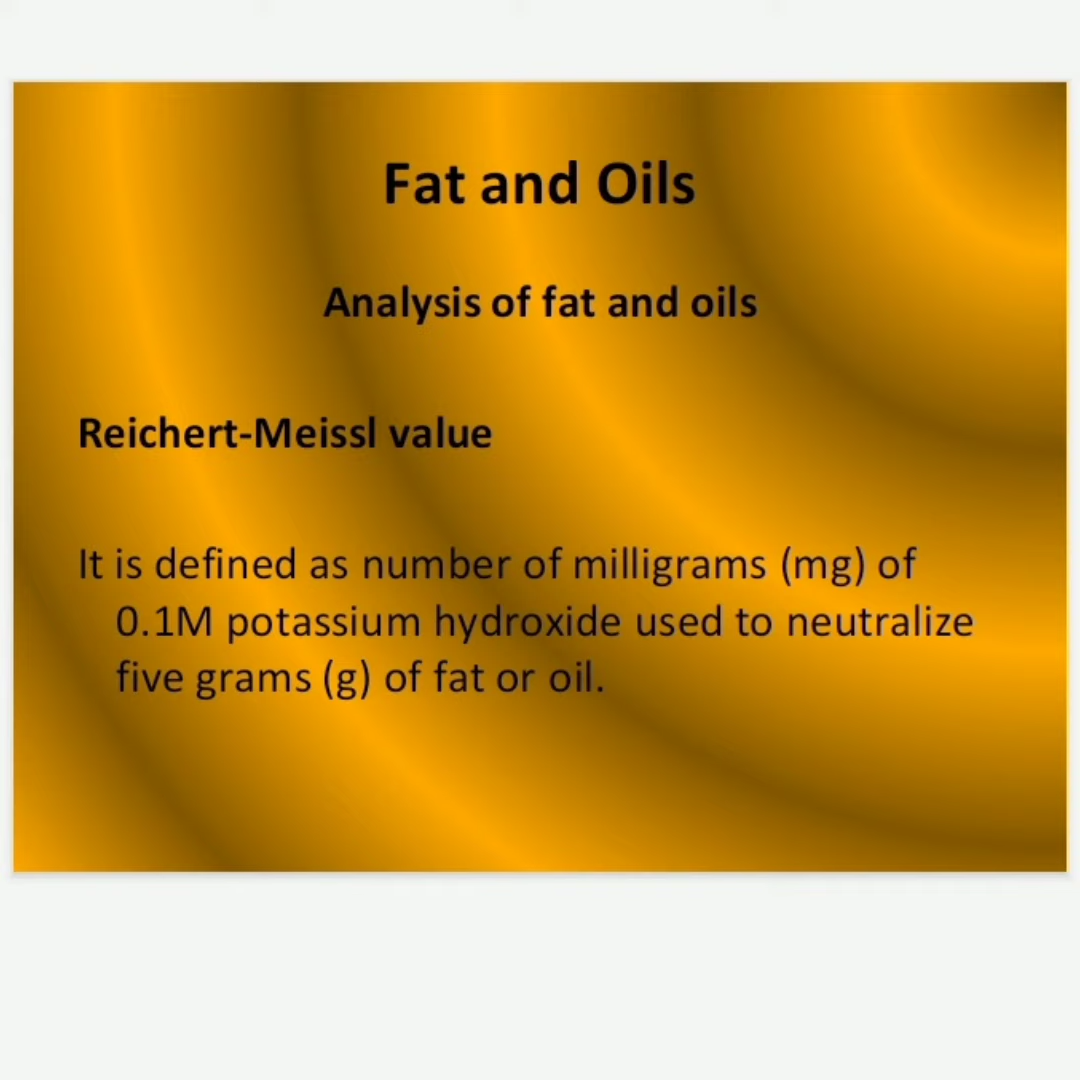 Fat and Oils
Analysis of fat and oils
Reichert-Meissl value
It is defined as number of milligrams (mg) of
0.1M potassium hydroxide used to neutralize
five grams (g) of fat or oil.